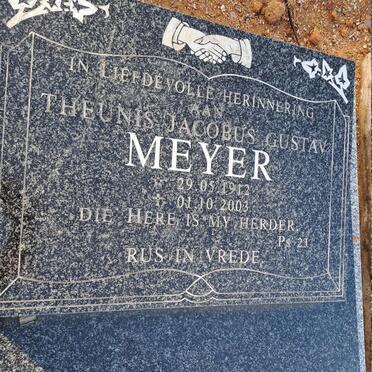 IN LIEFDEVOLLE HERINNERING
AAN
THEUNIS JACOBUS GUSTAV
MEYER
* 29.05.1912
† 01.10.2003
DIE HERE IS MY HERDER.
Ps 23
RUS IN VREDE.